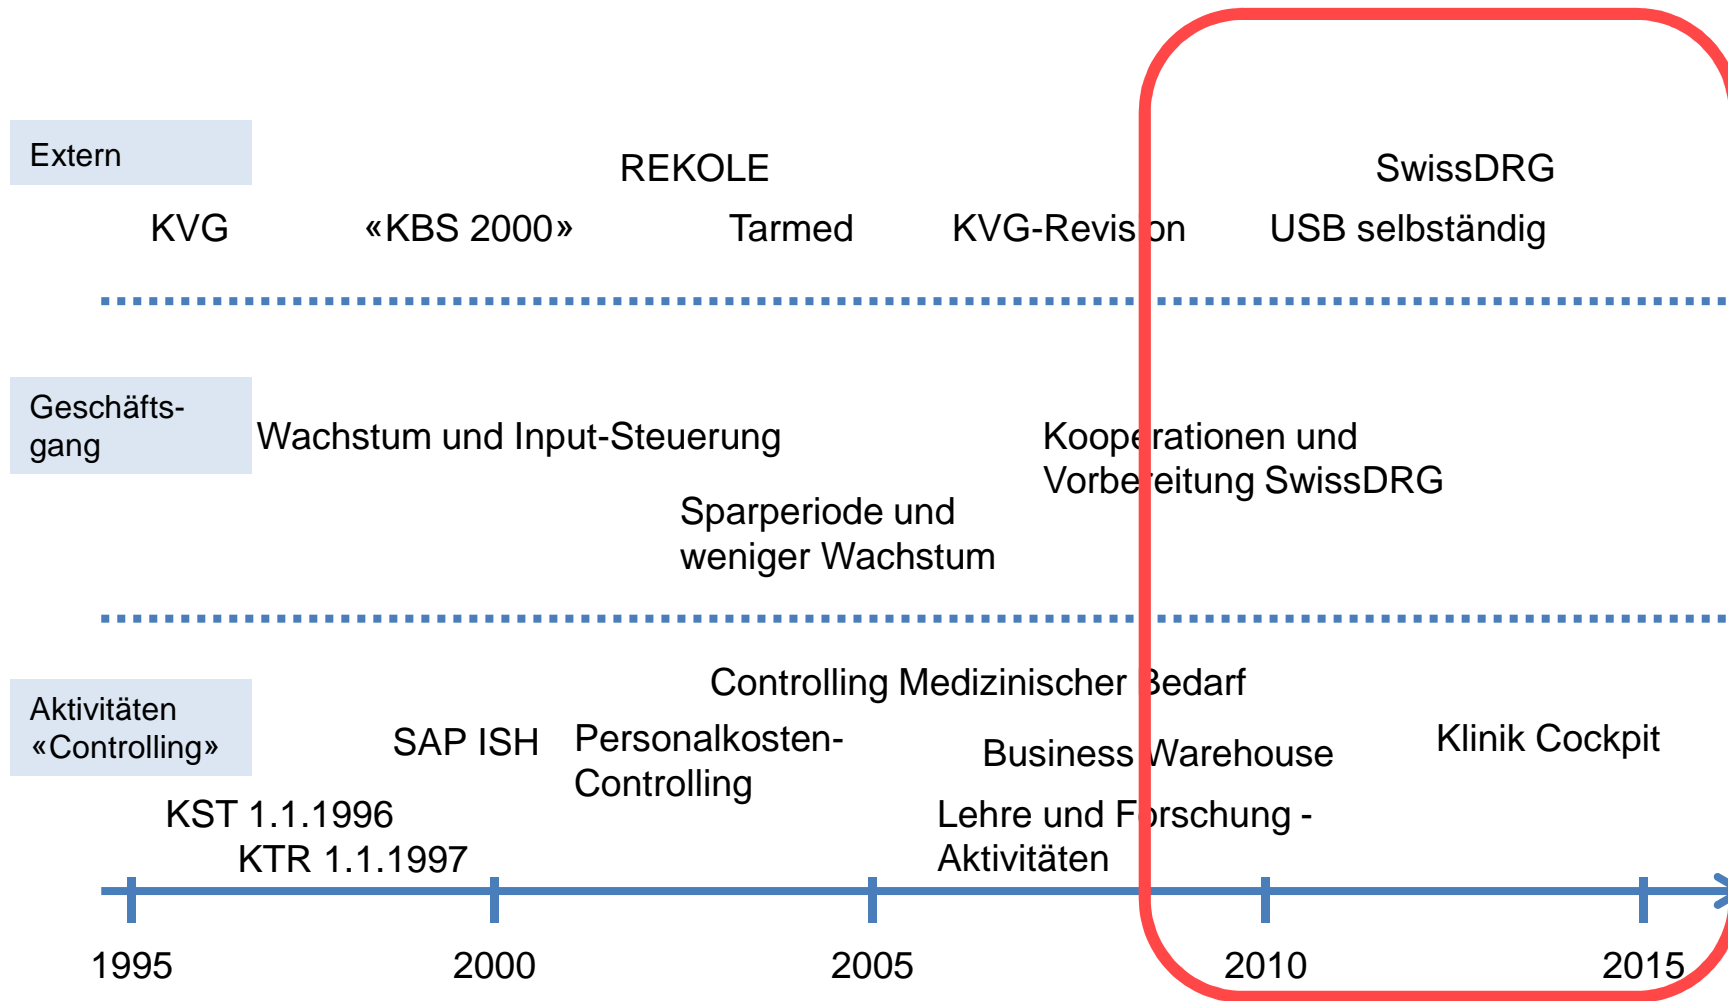 Extern
REKOLE
SwissDRG
KVG
«KBS 2000»
Tarmed
KVG-Revision
USB selbständig
Geschäfts-
gang
Wachstum und Input-Steuerung
Kooperationen und
Vorbereitung SwissDRG
Sparperiode und
weniger Wachstum
Aktivitäten
«Controlling»
Controlling Medizinischer Bedarf
SAP ISH
Personalkosten-
Controlling
Business Warehouse
Klinik Cockpit
KST 1.1.1996
KTR 1.1.1997
Lehre und Forschung -
Aktivitäten
1995
2000
2005
2010
2015